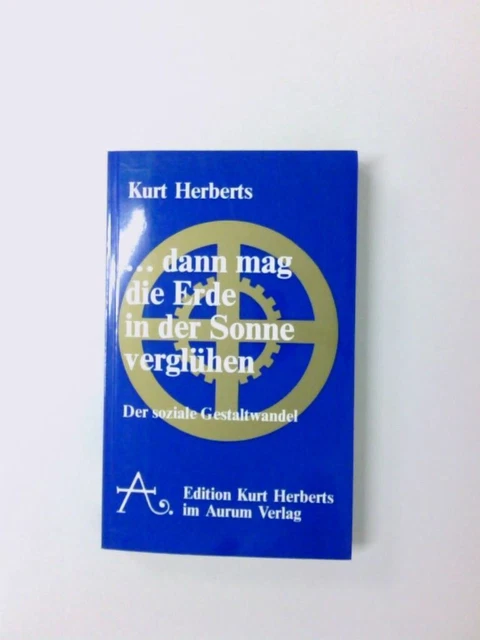 Kurt Herberts
... dann mag
die Erde
in der Sonne
verglühen
Der soziale Gestaltwandel
A.
Edition Kurt Herberts
im Aurum Verlag